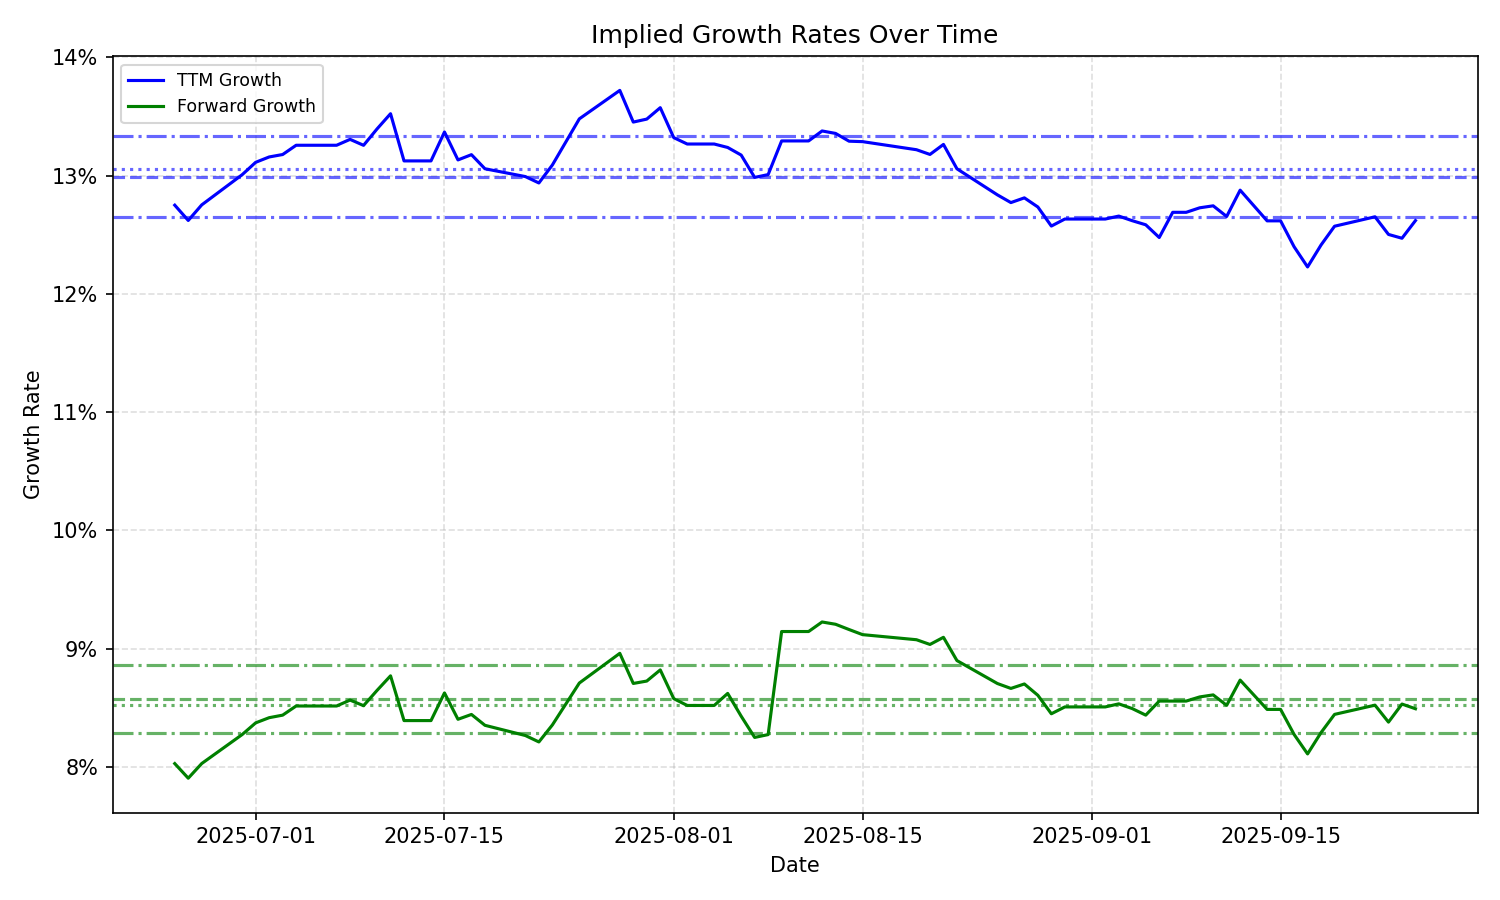 Implied Growth Rates Over Time
TTM Growth
Forward Growth
Growth Rate
14%
13%
12%
11%
10%
9%
8%
2025-07-01 2025-07-15 2025-08-01 2025-08-15 2025-09-01 2025-09-15
Date